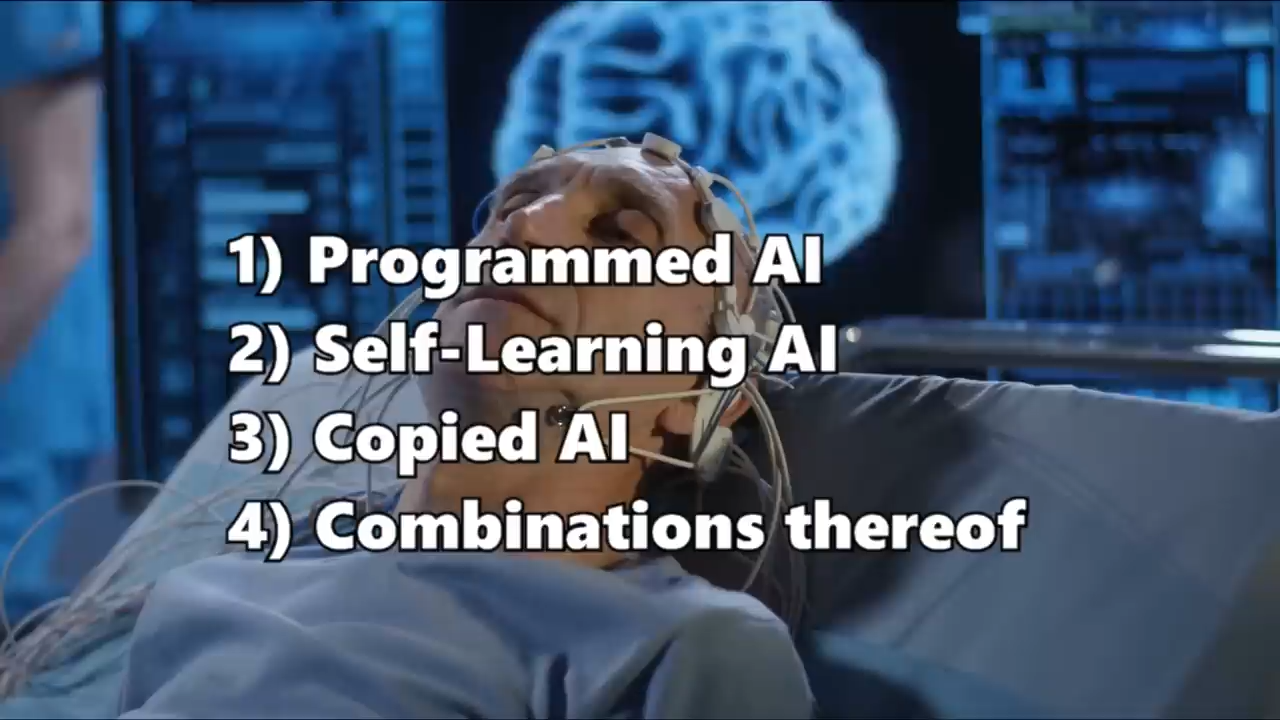 1) Programmed AI
2) Self-Learning AI
3) Copied AI
4) Combinations thereof